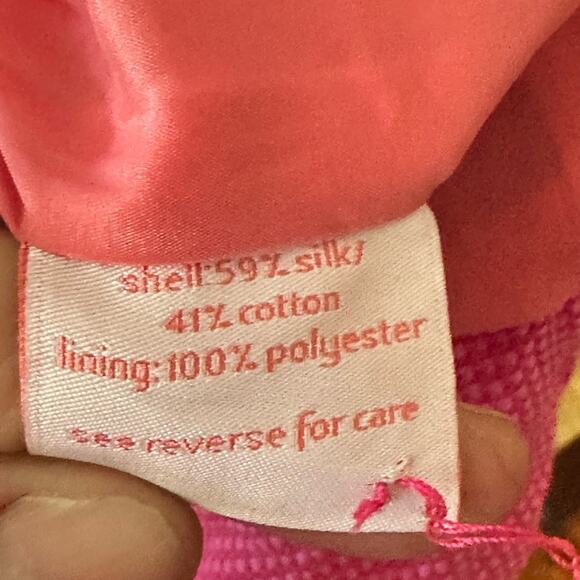 shell:59% silk/
41% cotton
lining: 100% polyester
see reverse for care